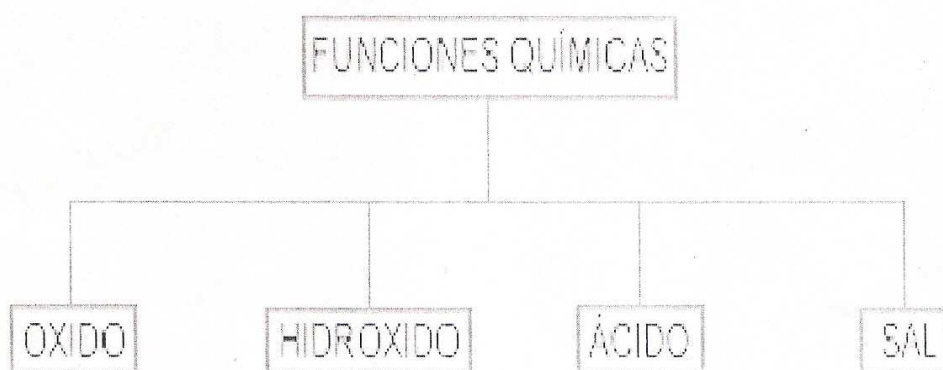 FUNCIONES QUÍMICAS
OXIDO
HIDROXIDO
ÁCIDO
SAL